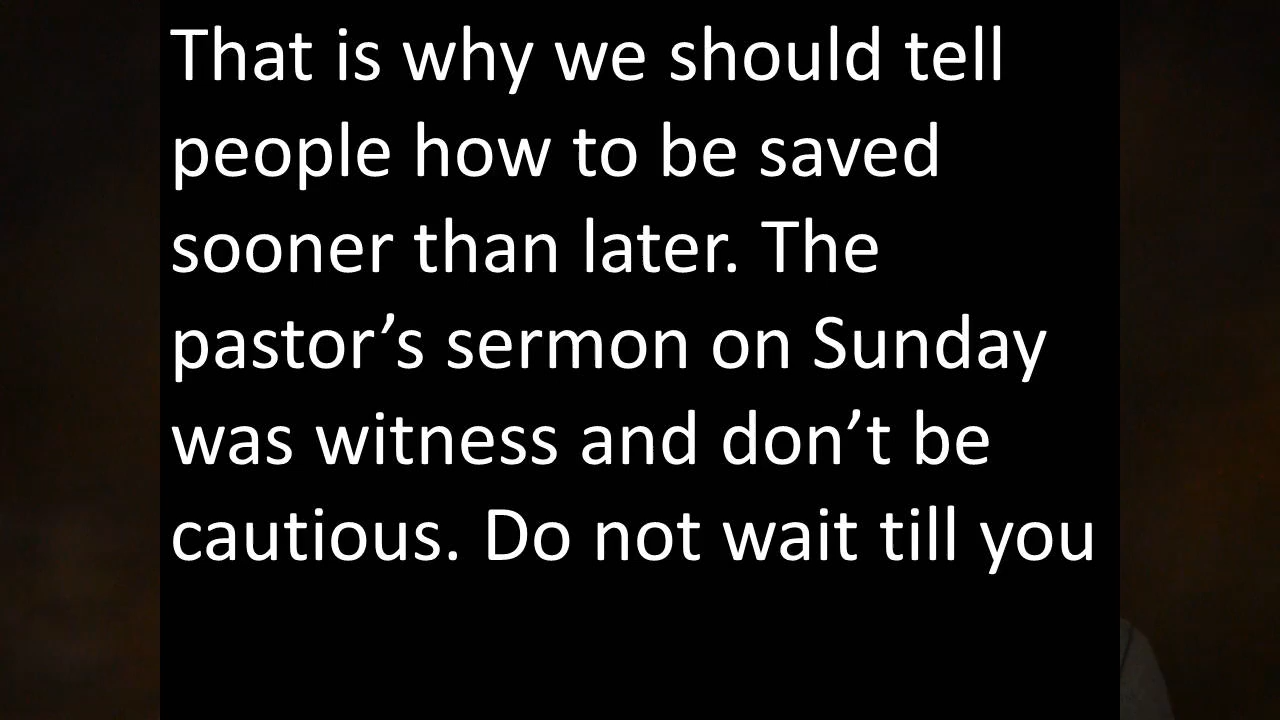 That is why we should tell
people how to be saved
sooner than later. The
pastor’s sermon on Sunday
was witness and don’t be
cautious. Do not wait till you